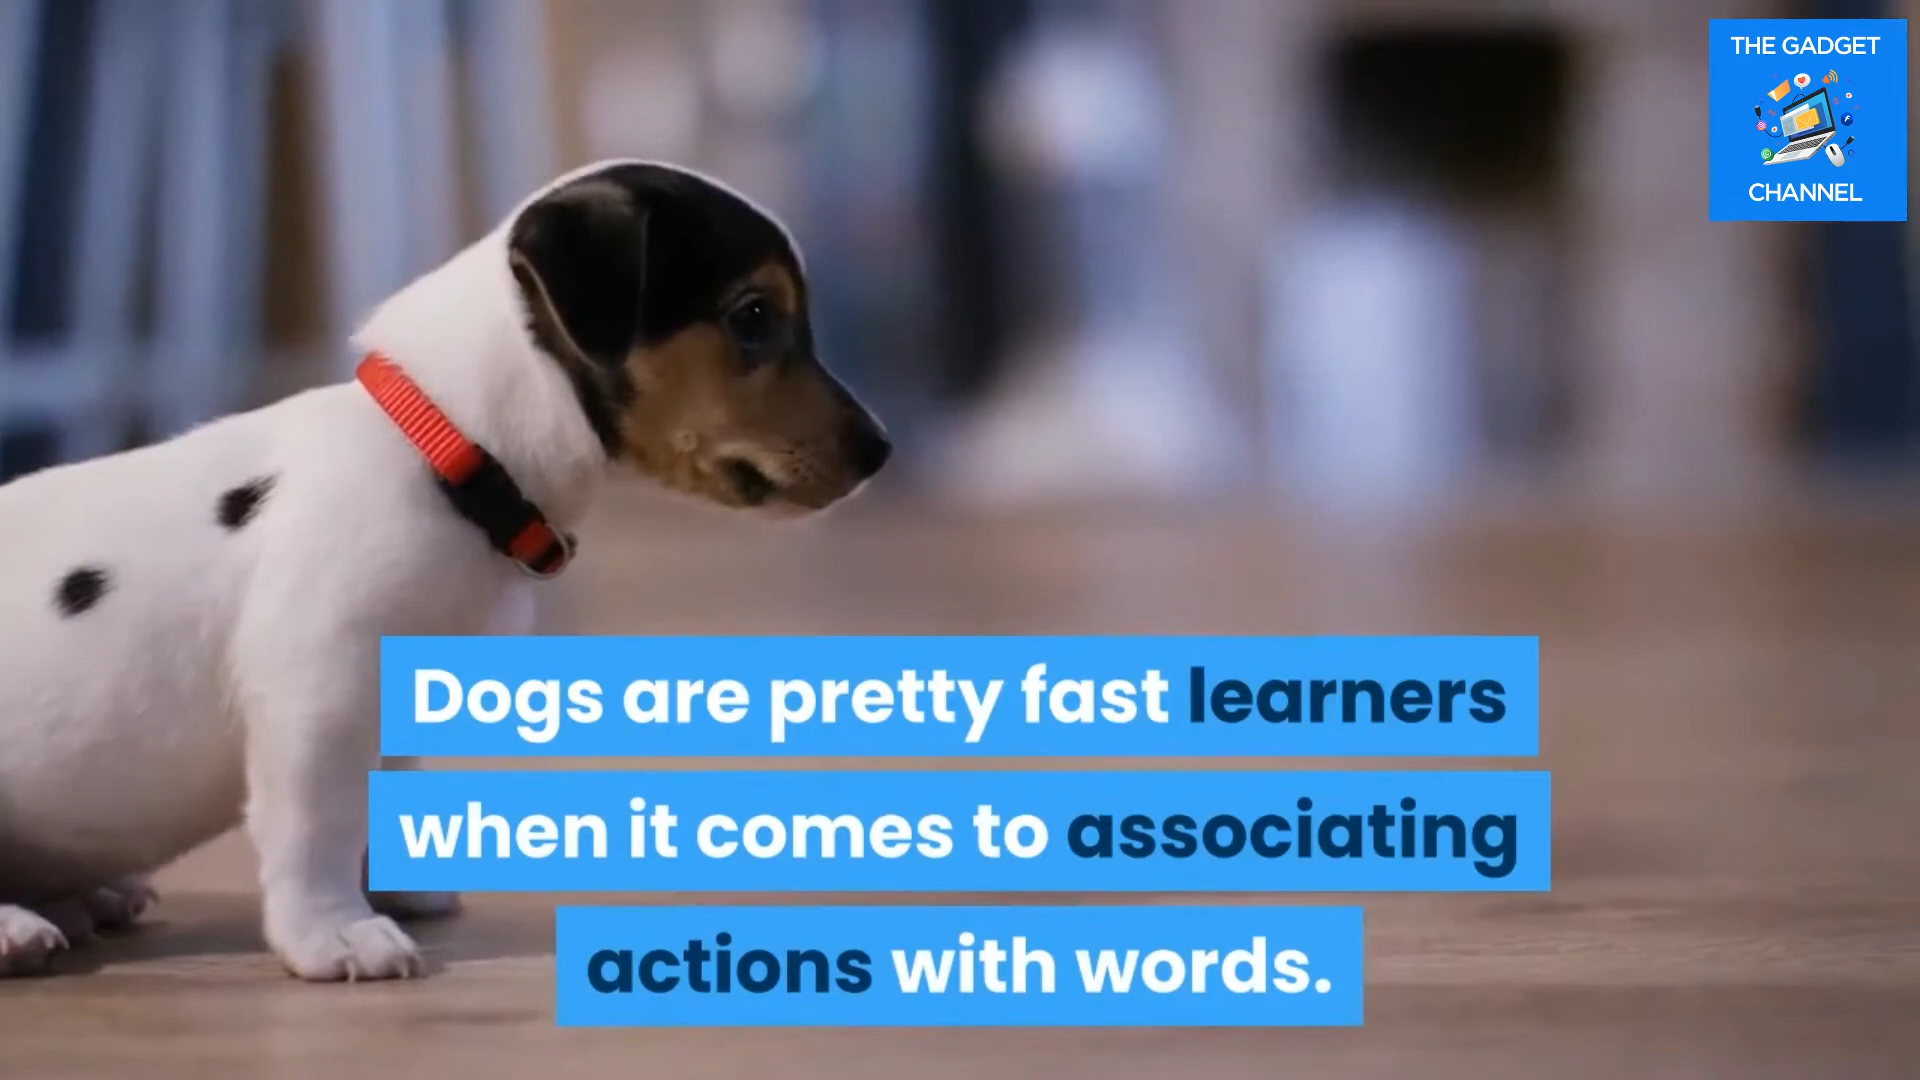 THE GADGET
CHANNEL
Dogs are pretty fast learners
when it comes to associating
actions with words.